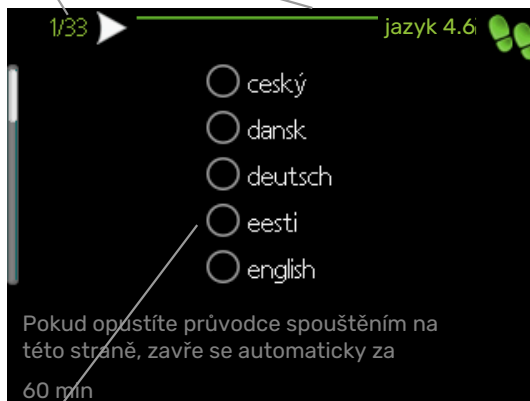 1/33
jazyk 4.6
ceský
dansk
deutsch
eesti
english
Pokud opustíte průvodce spouštěním na
této straně, zavře se automaticky za
60 min